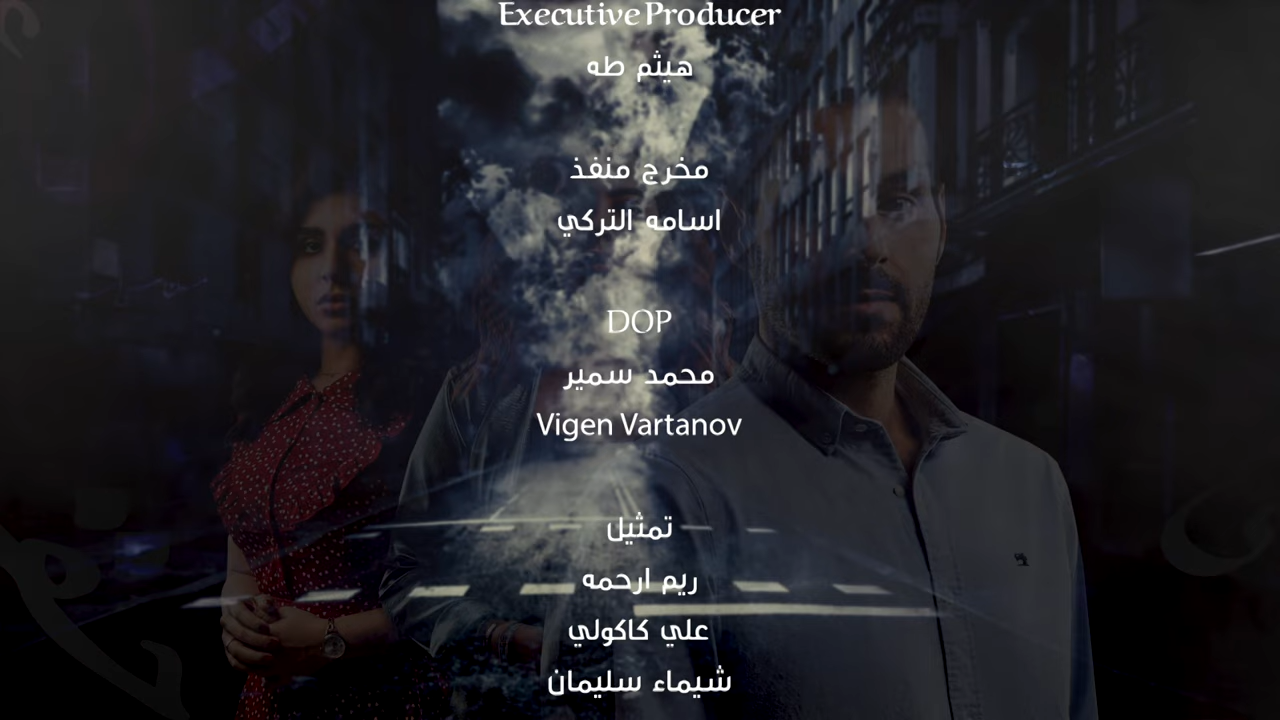 Executive Producer
هيثم طه
مخرج منفذ
اسامه التركي
DOP
محمد سمير
Vigen Vartanov
تمثيل
ريم ارحمه
علي كاكولي
شيماء سليمان